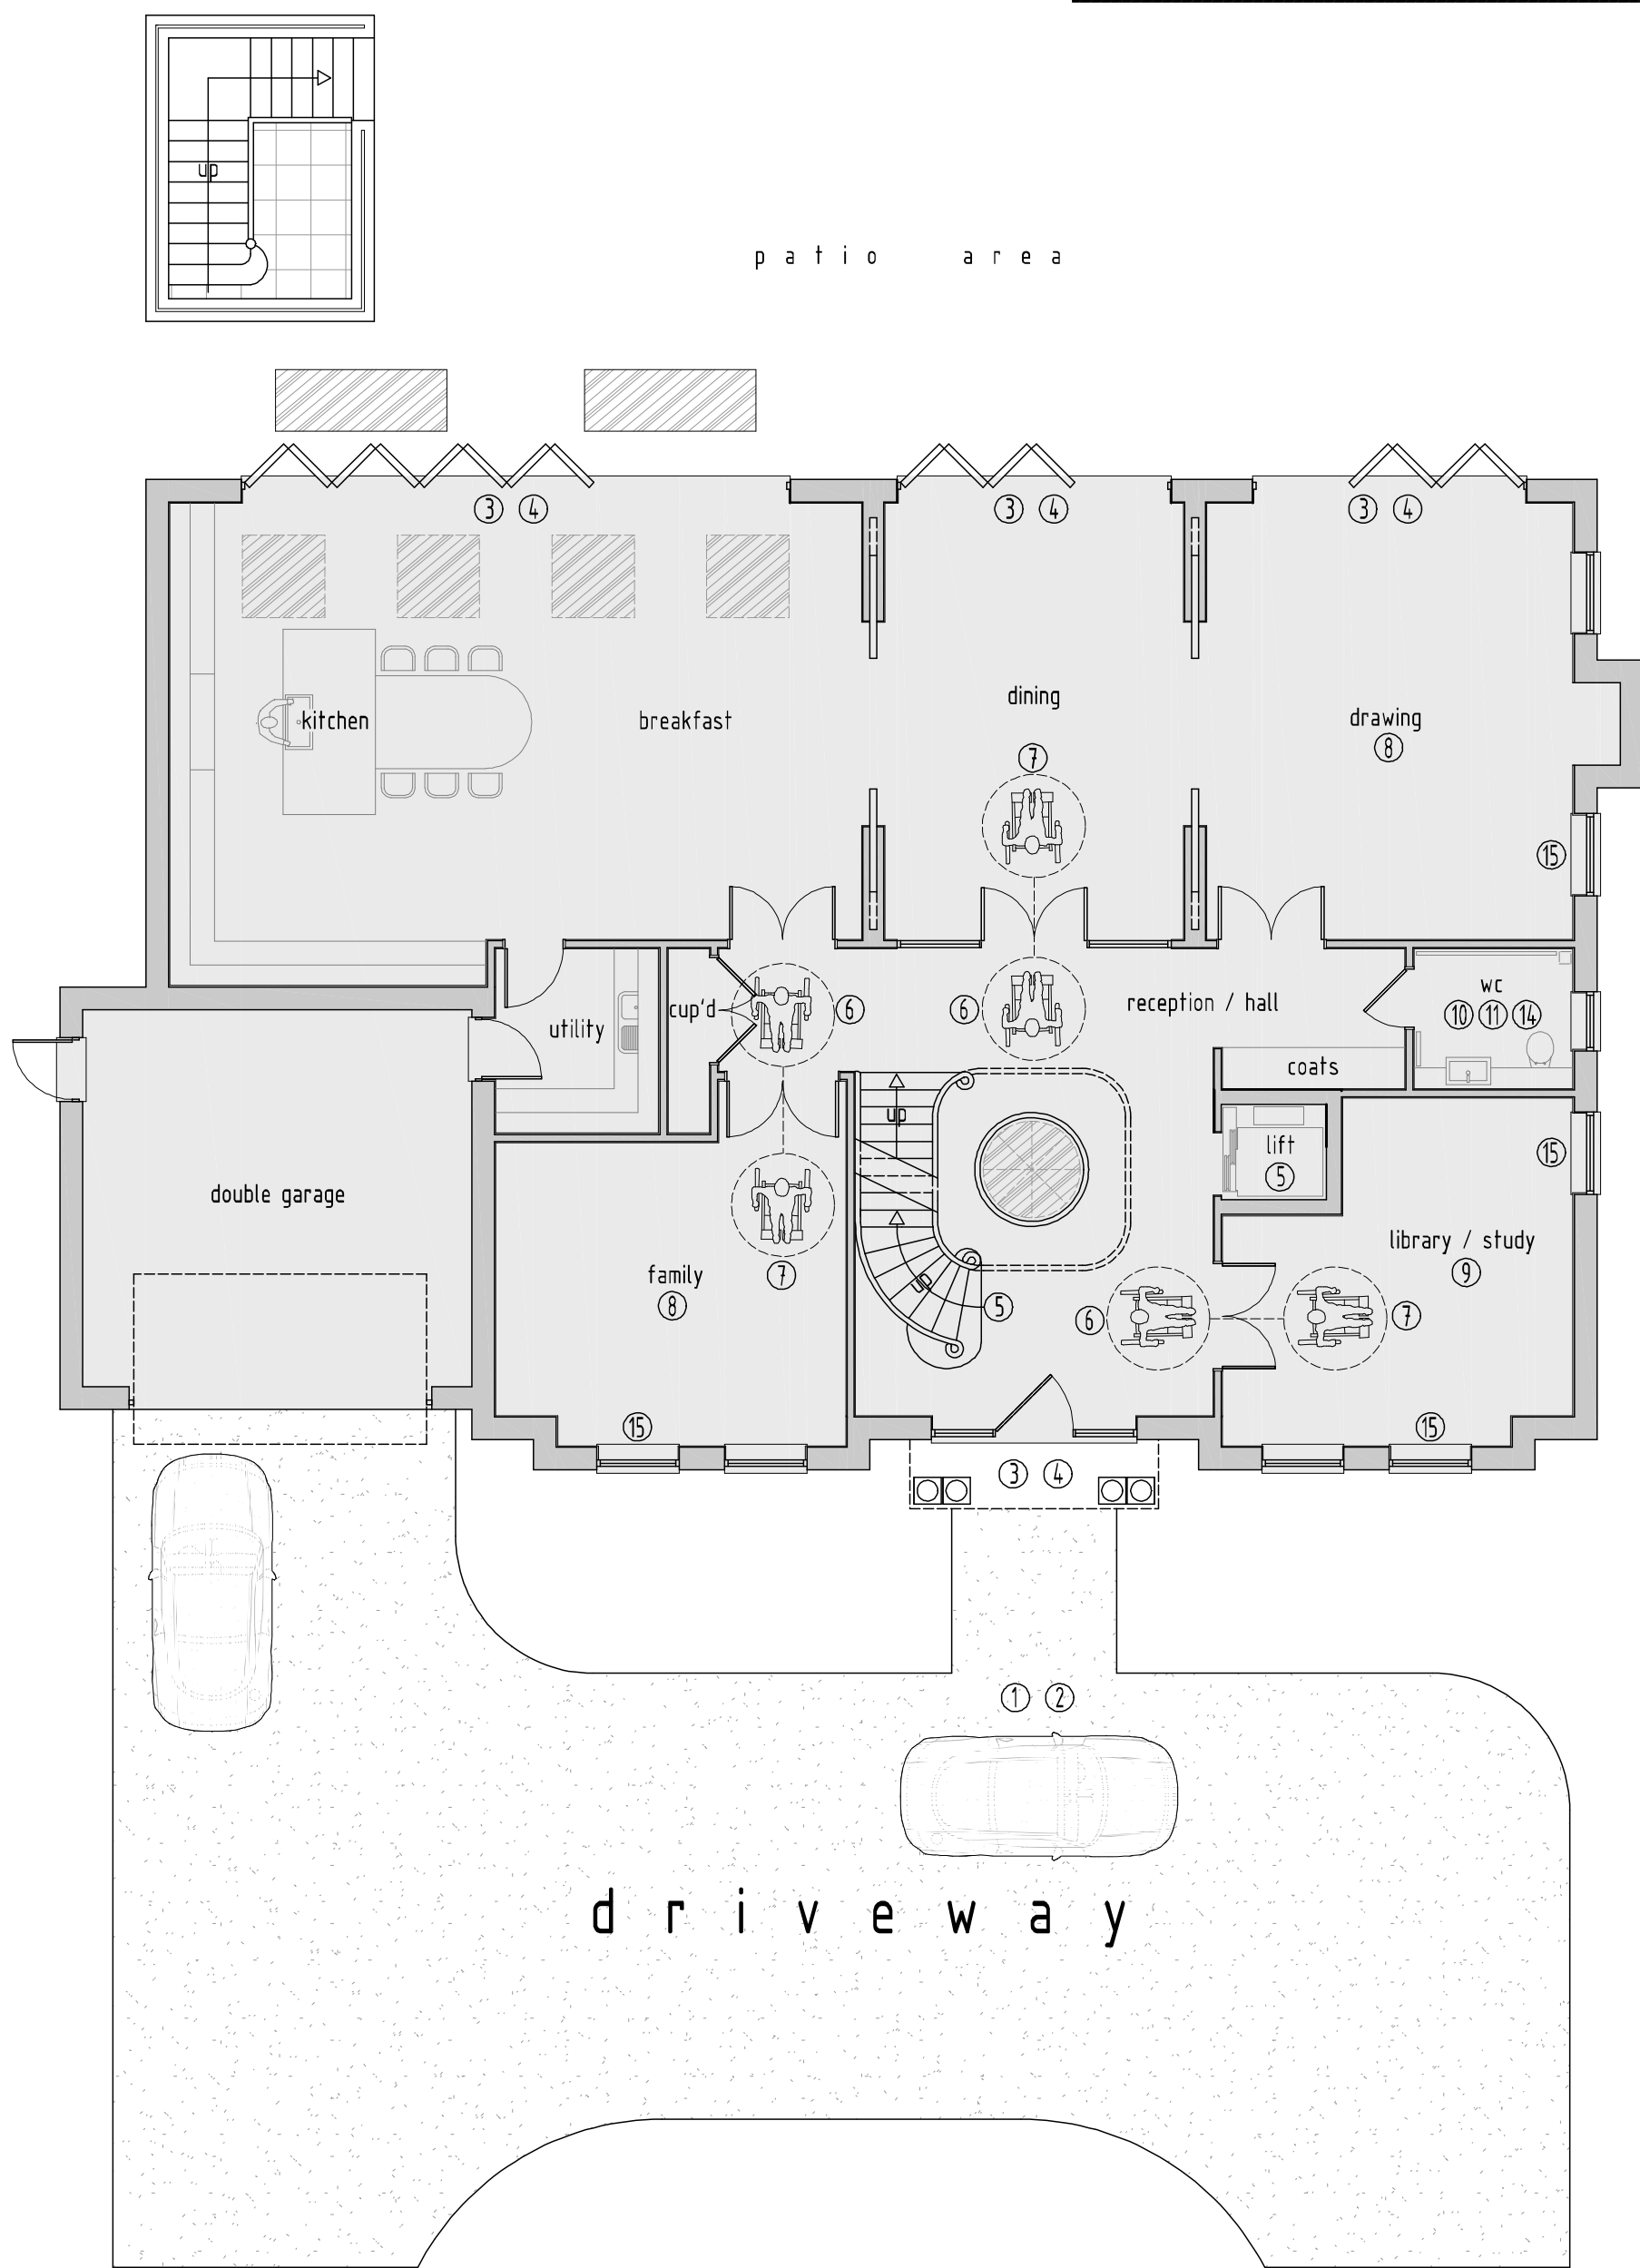 up
patio area
3 4
3 4
3 4
kitchen
breakfast
dining
drawing
8
7
15
cup'd
6
6
reception / hall
wc
10 11 14
utility
coats
up
lift
5
15
double garage
library / study
9
family
8
7
up
5
6
7
15
15
3 4
1 2
driveway